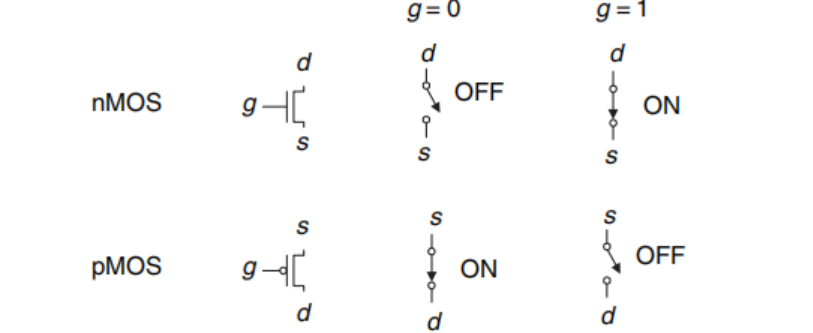 g = 0 g = 1
d d d
nMOS g OFF ON
s s s
s s s
pMOS g ON OFF
d d d